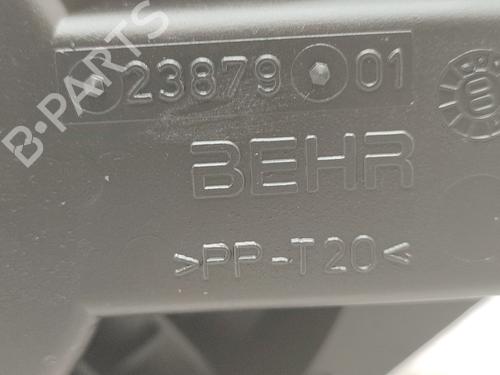 23879 01
BEHR
>PP-T20<
B-PARTS